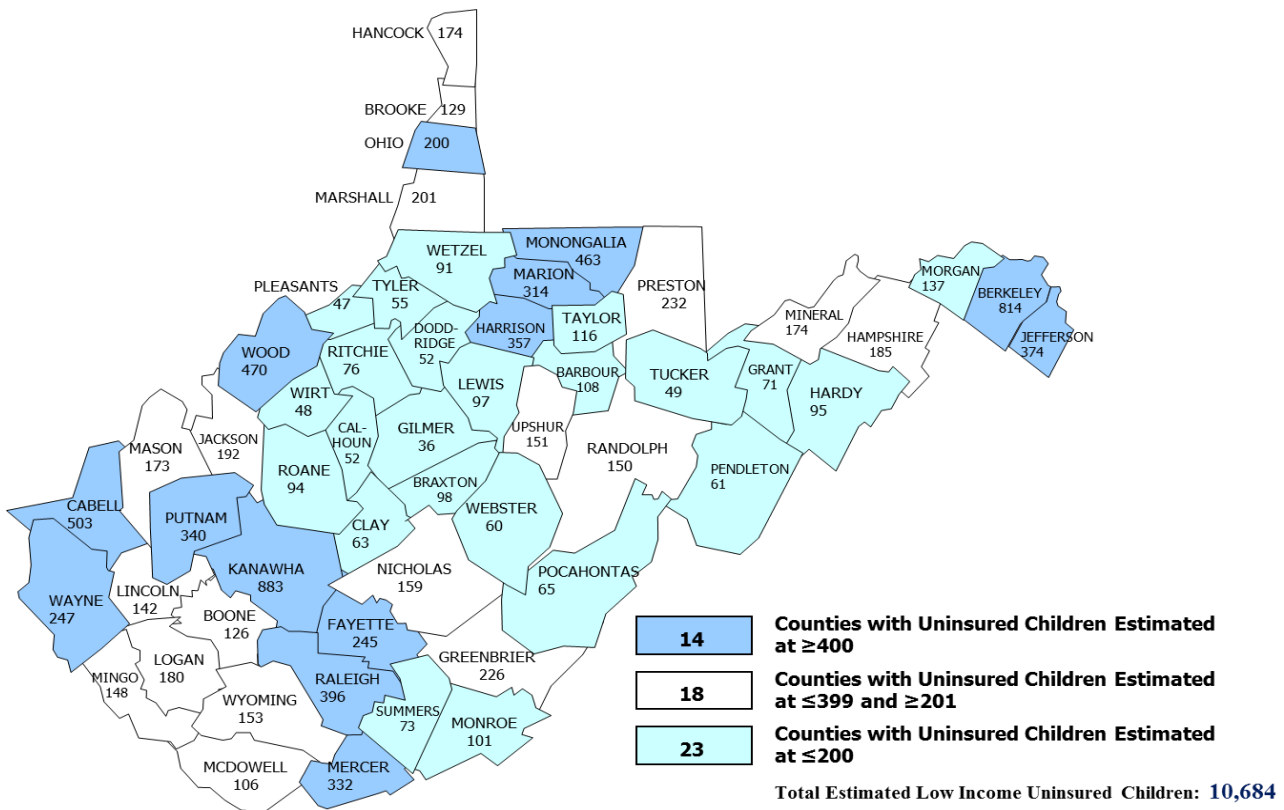 HANCOCK 174
BROOKE 129
OHIO 200
MARSHALL 201
WETZEL
91
MONONGALIA
463
MARION
314
PRESTON
232
PLEASANTS
47
TYLER
55
DODD-
RIDGE
52
HARRISON
357
TAYLOR
116
MORGAN
137
BERKELEY
814
JEFFERSON
374
MINERAL
174
HAMPSHIRE
185
WOOD
470
RITCHIE
76
WIRT
48
LEWIS
97
BARBOUR
108
TUCKER
49
GRANT
71
HARDY
95
CAL-
HOUN
52
GILMER
36
UPSHUR
151
RANDOLPH
150
PENDLETON
61
MASON
173
JACKSON
192
ROANE
94
BRAXTON
98
WEBSTER
60
CABELL
503
PUTNAM
340
CLAY
63
KANAWHA
883
NICHOLAS
159
POCAHONTAS
65
WAYNE
247
LINCOLN
142
BOONE
126
FAYETTE
245
GREENBRIER
226
MINGO
148
LOGAN
180
WYOMING
153
RALEIGH
396
SUMMERS
73
MONROE
101
MCDOWELL
106
MERCER
332
14 Counties with Uninsured Children Estimated
at ≥400
18 Counties with Uninsured Children Estimated
at ≤399 and ≥201
23 Counties with Uninsured Children Estimated
at ≤200
Total Estimated Low Income Uninsured Children: 10,684